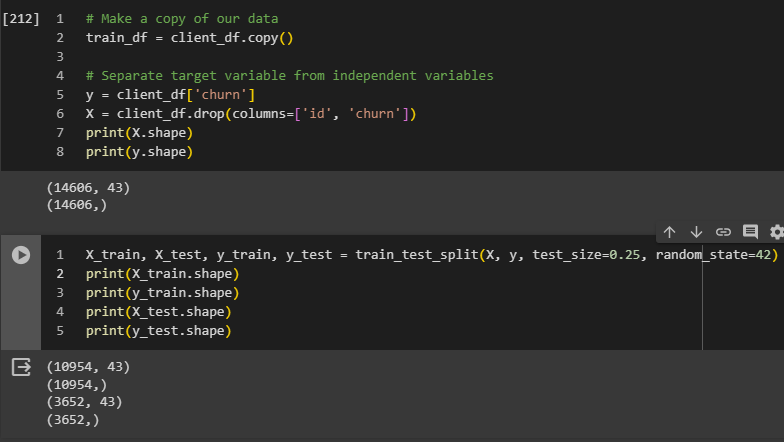 [212] 1 # Make a copy of our data
2 train_df = client_df.copy()
3
4 # Separate target variable from independent variables
5 y = client_df['churn']
6 X = client_df.drop(columns=['id', 'churn'])
7 print(X.shape)
8 print(y.shape)
(14606, 43)
(14606,)
1 X_train, X_test, y_train, y_test = train_test_split(X, y, test_size=0.25, random_state=42)
2 print(X_train.shape)
3 print(y_train.shape)
4 print(X_test.shape)
5 print(y_test.shape)
(10954, 43)
(10954,)
(3652, 43)
(3652,)